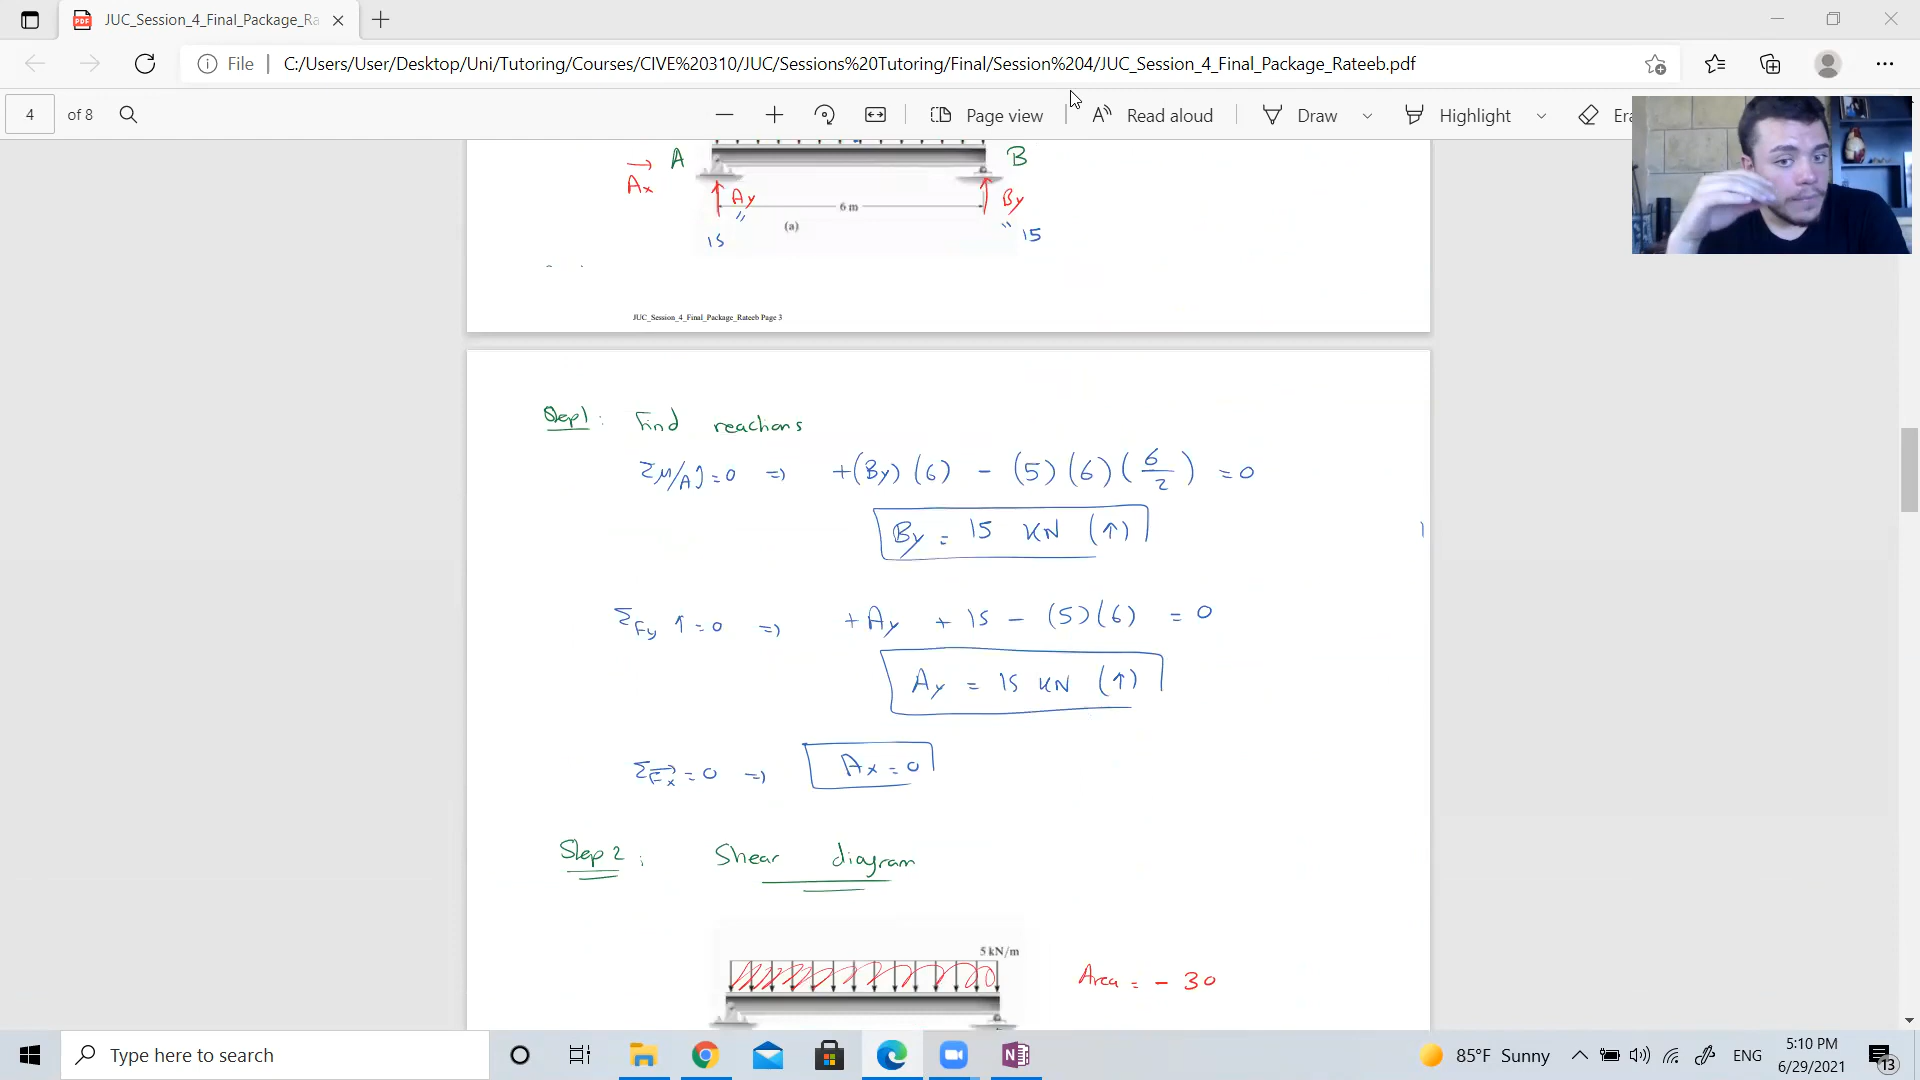 JUC_Session_4_Final_Package_Ra
File
C:/Users/User/Desktop/Uni/Tutoring/Courses/CIVE%20310/JUC/Sessions%20Tutoring/Final/Session%204/JUC_Session_4_Final_Package_Rateeb.pdf
4 of 8
Page view
Read aloud
Draw
Highlight
Era
A B
Ax
Ay By
6 m
(a)
15 15
JUC_Session_4_Final_Package_Rateeb Page 3
Step1: Find reactions
ΣM/A)=0 => +(By)(6) - (5)(6)(6/2) = 0
By = 15 KN (↑)
ΣFy ↑=0 => +Ay + 15 - (5)(6) = 0
Ay = 15 KN (↑)
ΣFx=0 => Ax=0
Step 2: Shear diagram
5 kN/m
Area = - 30
Type here to search
85°F Sunny
ENG
5:10 PM
6/29/2021
13